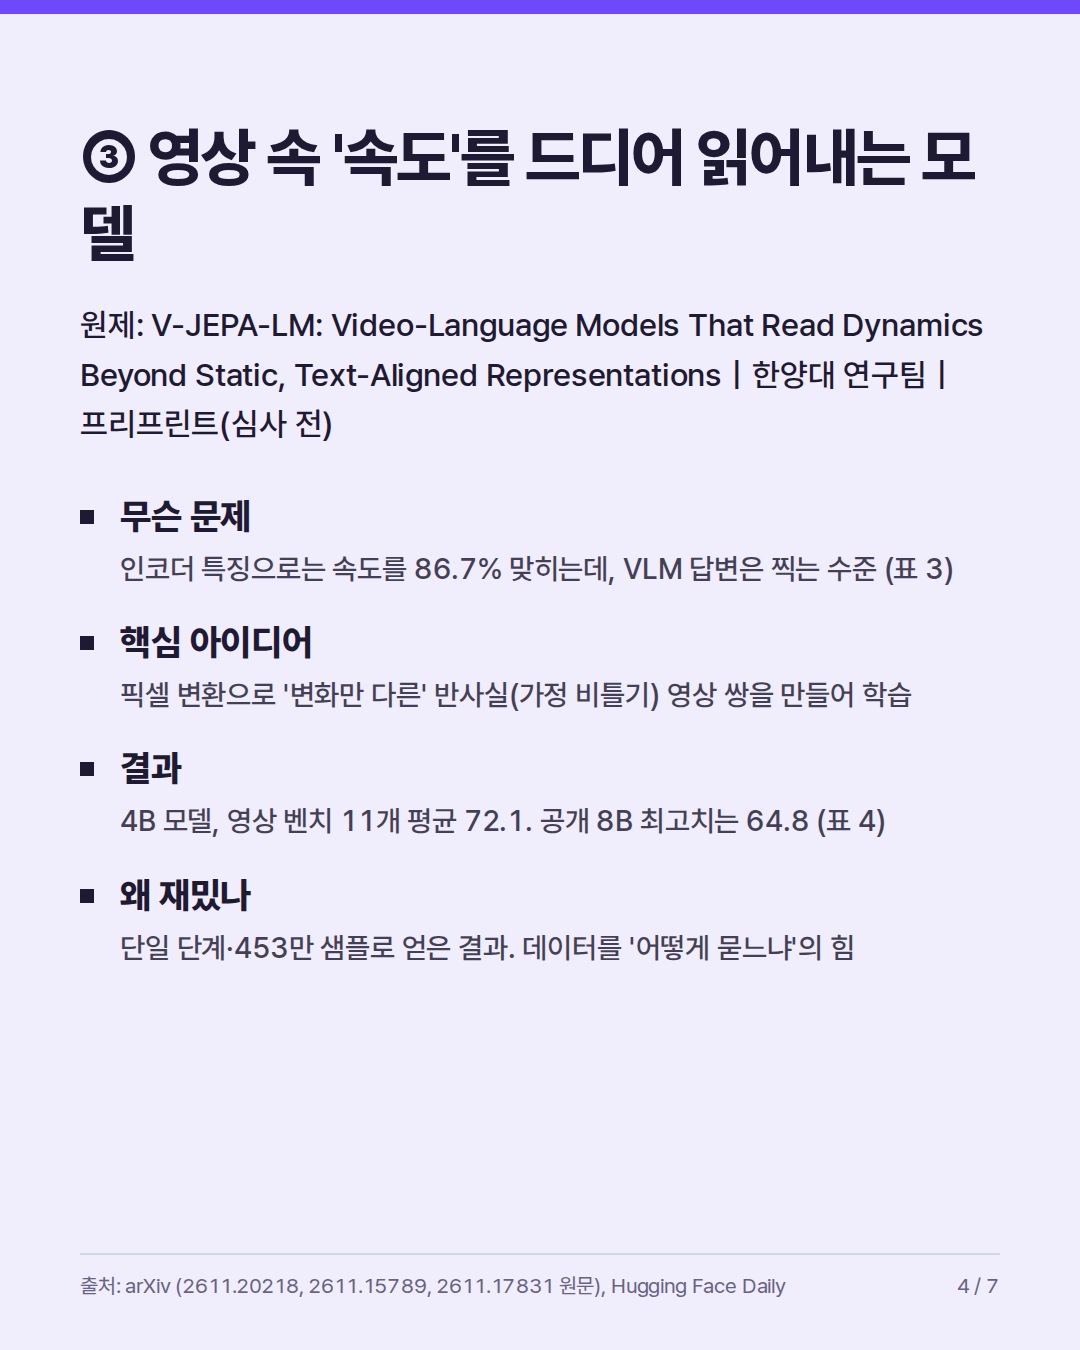 ③ 영상 속 '속도'를 드디어 읽어내는 모
델
원제: V-JEPA-LM: Video-Language Models That Read Dynamics
Beyond Static, Text-Aligned Representations | 한양대 연구팀 |
프리프린트(심사 전)
■ 무슨 문제
인코더 특징으로는 속도를 86.7% 맞히는데, VLM 답변은 찍는 수준 (표 3)
■ 핵심 아이디어
픽셀 변환으로 '변화만 다른' 반사실(가정 비틀기) 영상 쌍을 만들어 학습
■ 결과
4B 모델, 영상 벤치 11개 평균 72.1. 공개 8B 최고치는 64.8 (표 4)
■ 왜 재밌나
단일 단계·453만 샘플로 얻은 결과. 데이터를 '어떻게 묻느냐'의 힘
출처: arXiv (2611.20218, 2611.15789, 2611.17831 원문), Hugging Face Daily
4 / 7